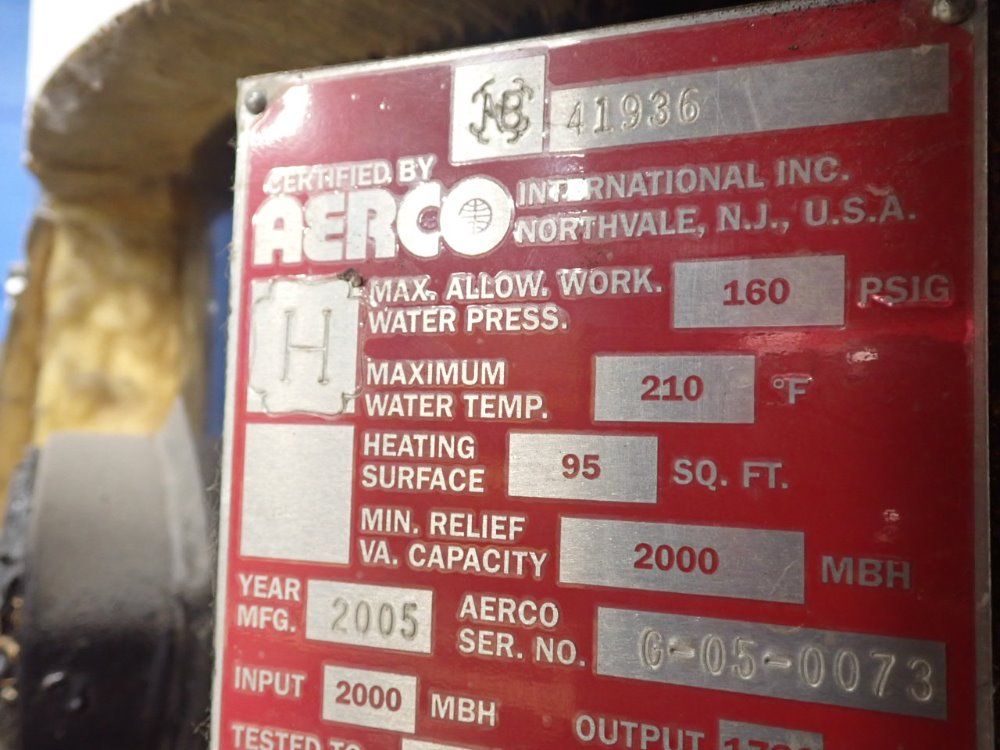 NB 41936
CERTIFIED BY
AERCO INTERNATIONAL INC.
NORTHVALE, N.J., U.S.A.
H
MAX. ALLOW. WORK.
WATER PRESS. 160 PSIG
MAXIMUM
WATER TEMP. 210 °F
HEATING
SURFACE 95 SQ. FT.
MIN. RELIEF
VA. CAPACITY 2000 MBH
YEAR
MFG. 2005 AERCO
SER. NO. G-05-0073
INPUT 2000 MBH OUTPUT
TESTED TO